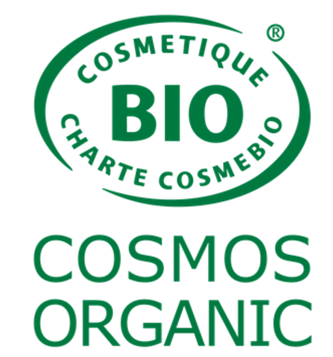 COSMETIQUE
®
BIO
CHARTE COSMEBIO
COSMOS
ORGANIC